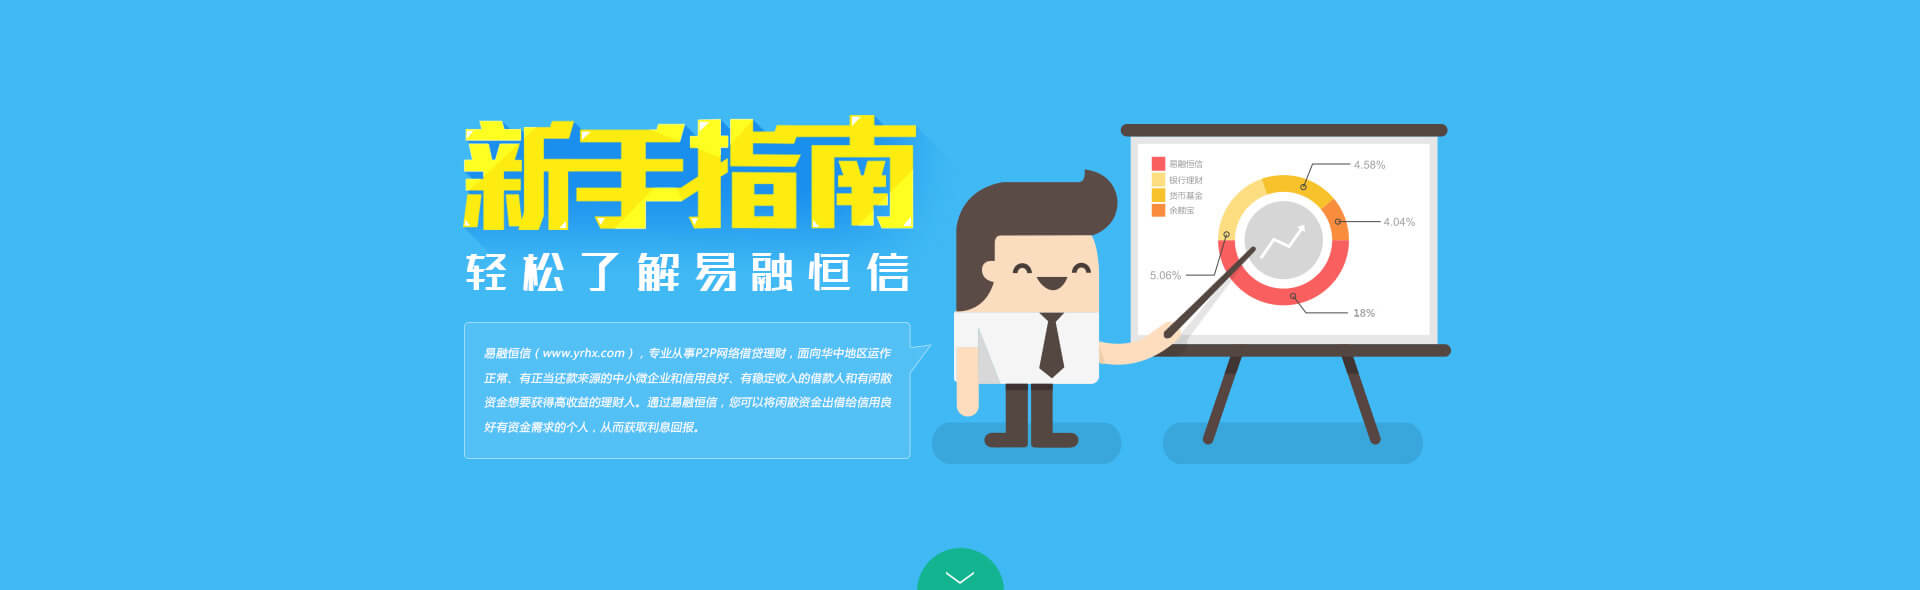 新手指南
轻松了解易融恒信
易融恒信（www.yrhx.com），专业从事P2P网络借贷理财，面向华中地区运作
正常、有正当还款来源的中小微企业和信用良好、有稳定收入的借款人和有闲散
资金想要获得高收益的理财人。通过易融恒信，您可以将闲散资金出借给信用良
好有资金需求的个人，从而获取利息回报。
易融恒信
银行理财
货币基金
余额宝
4.58%
4.04%
5.06%
18%